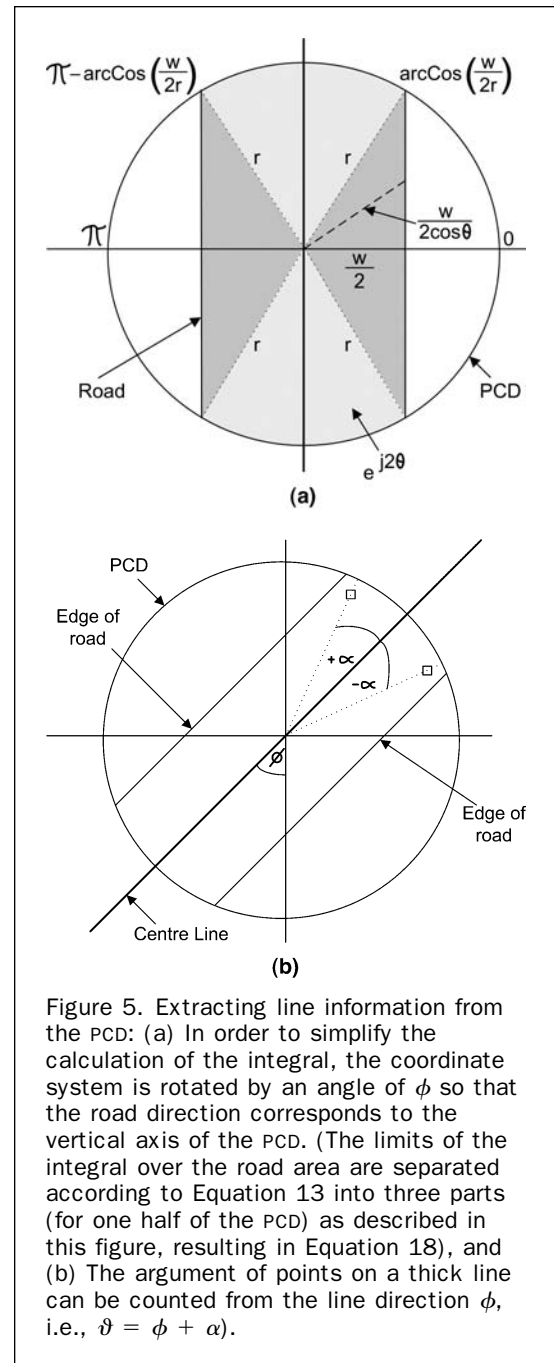 π – arcCos (w/2r)
arcCos (w/2r)
r
r
w/2cosθ
π
0
w/2
r
r
Road
PCD
e^j2θ
(a)
PCD
Edge of
road
+∝
-∝
ϕ
Edge of
road
Centre Line
(b)
Figure 5. Extracting line information from
the PCD: (a) In order to simplify the
calculation of the integral, the coordinate
system is rotated by an angle of ϕ so that
the road direction corresponds to the
vertical axis of the PCD. (The limits of the
integral over the road area are separated
according to Equation 13 into three parts
(for one half of the PCD) as described in
this figure, resulting in Equation 18), and
(b) The argument of points on a thick line
can be counted from the line direction ϕ,
i.e., ϑ = ϕ + α).